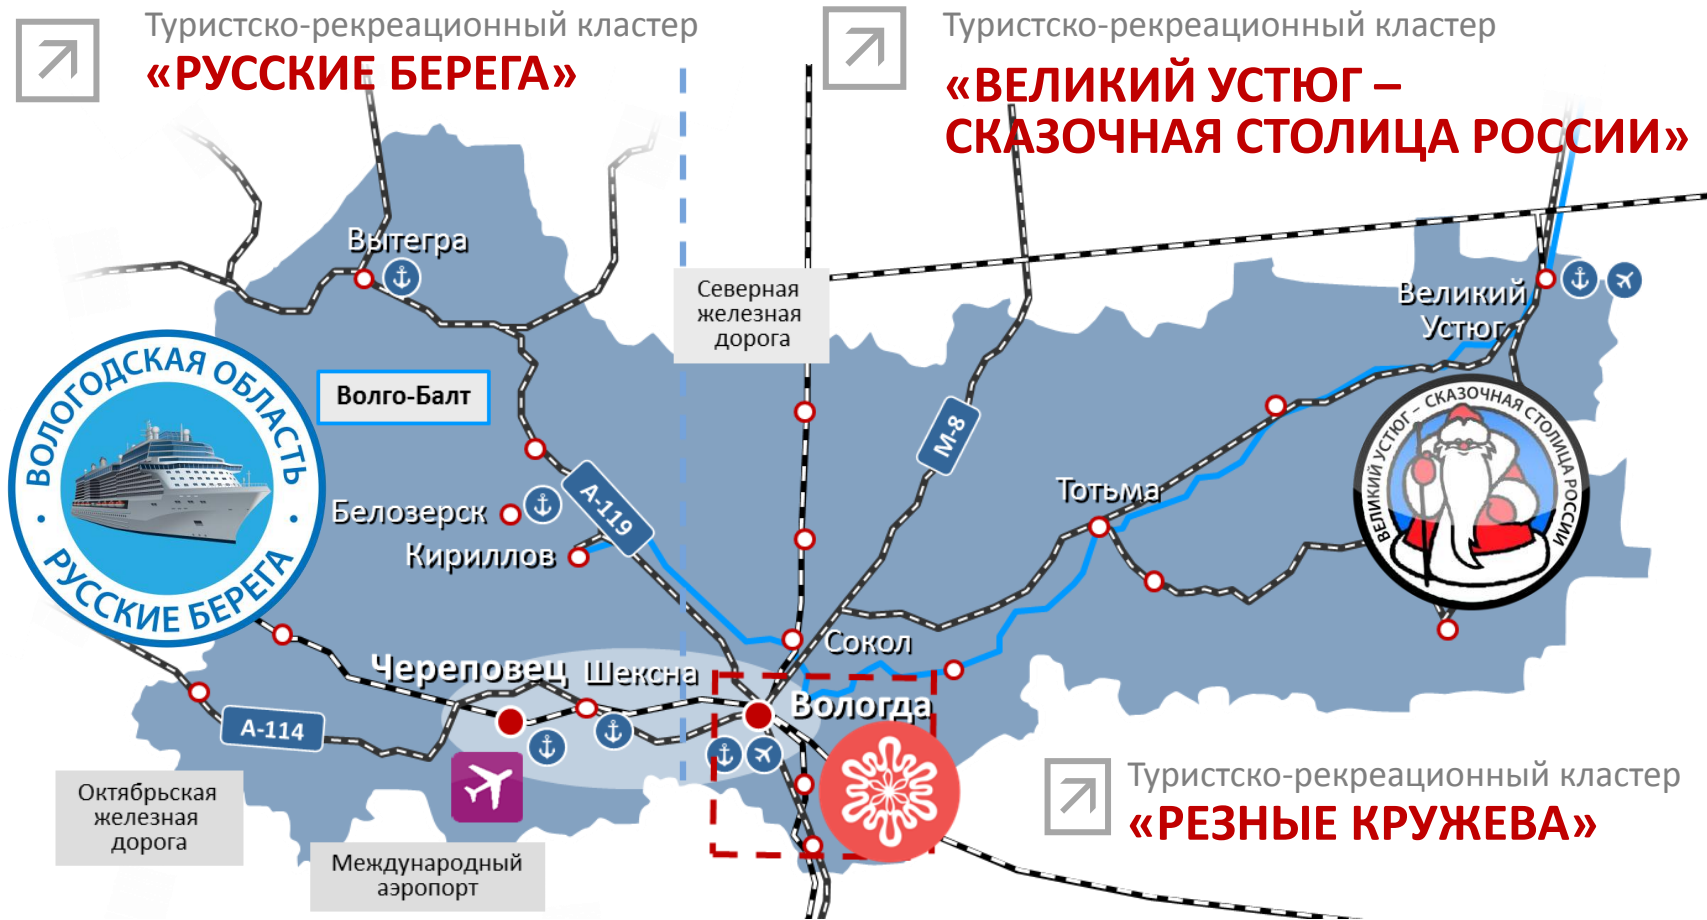 Туристско-рекреационный кластер
«РУССКИЕ БЕРЕГА»
Туристско-рекреационный кластер
«ВЕЛИКИЙ УСТЮГ –
СКАЗОЧНАЯ СТОЛИЦА РОССИИ»
Вытегра
Северная
железная
дорога
Великий
Устюг
ВОЛОГОДСКАЯ ОБЛАСТЬ
• РУССКИЕ БЕРЕГА •
Волго-Балт
М-8
ВЕЛИКИЙ УСТЮГ – СКАЗОЧНАЯ СТОЛИЦА РОССИИ
Тотьма
А-119
Белозерск
Кириллов
Сокол
Череповец
Шексна
Вологда
А-114
Октябрьская
железная
дорога
Международный
аэропорт
Туристско-рекреационный кластер
«РЕЗНЫЕ КРУЖЕВА»